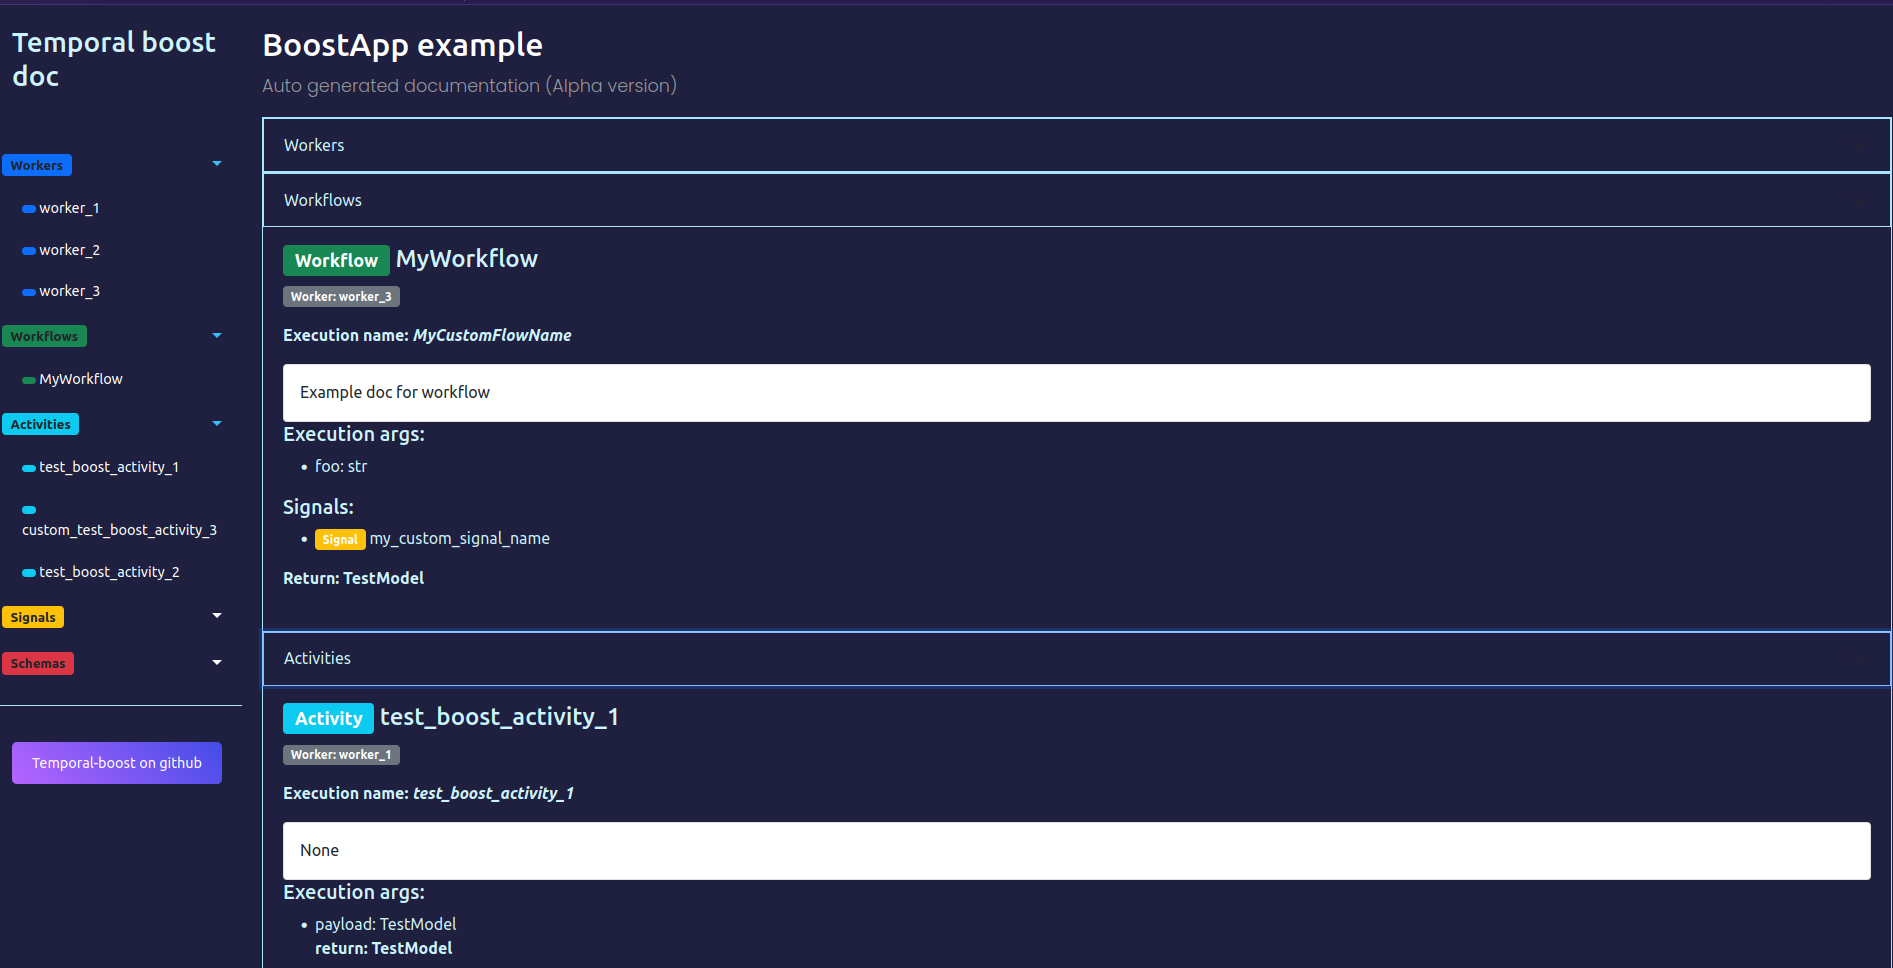 Temporal boost
doc
Workers
worker_1
worker_2
worker_3
Workflows
MyWorkflow
Activities
test_boost_activity_1
custom_test_boost_activity_3
test_boost_activity_2
Signals
Schemas
Temporal-boost on github
BoostApp example
Auto generated documentation (Alpha version)
Workers
Workflows
Workflow MyWorkflow
Worker: worker_3
Execution name: MyCustomFlowName
Example doc for workflow
Execution args:
• foo: str
Signals:
• Signal my_custom_signal_name
Return: TestModel
Activities
Activity test_boost_activity_1
Worker: worker_1
Execution name: test_boost_activity_1
None
Execution args:
• payload: TestModel
return: TestModel